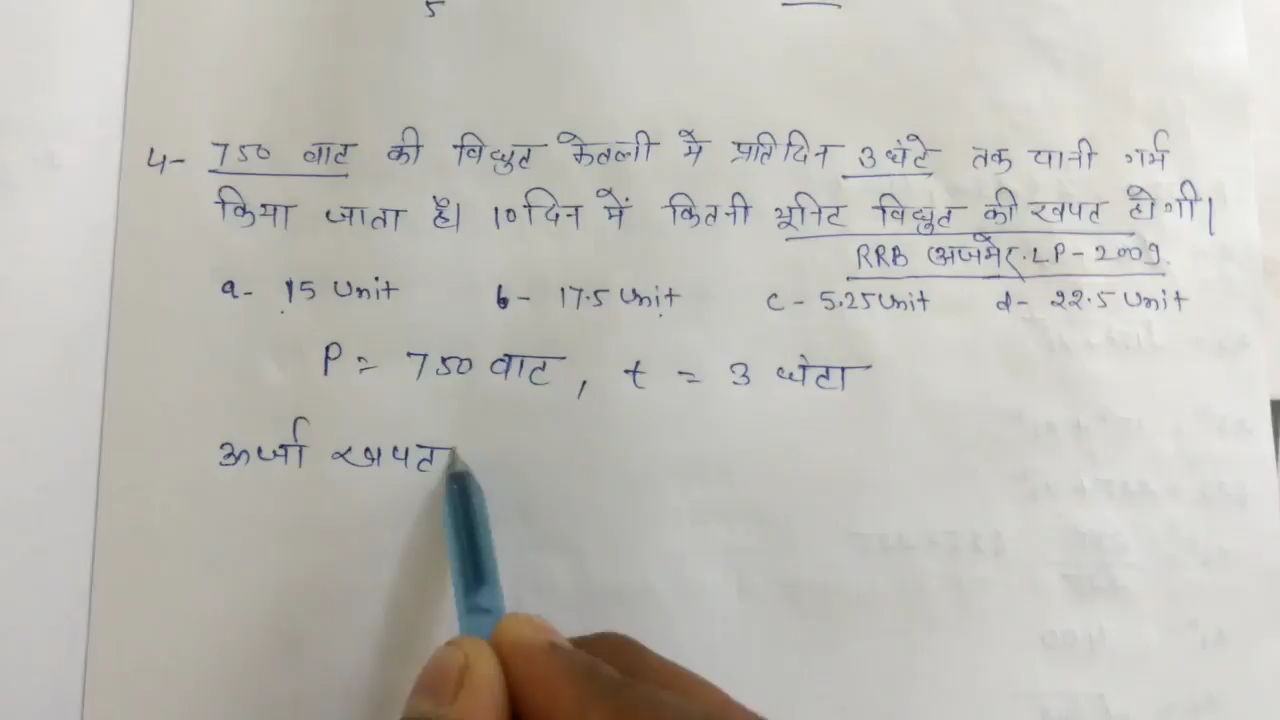 5
4- 750 वाट की विद्युत केतली में प्रतिदिन 3 घंटे तक पानी गर्म
किया जाता है। 10 दिन में कितनी यूनिट विद्युत की खपत होगी।
RRB अजमेर. LP - 2009.
a- 15 Unit b- 17.5 Unit c- 5.25 Unit d- 22.5 Unit
P = 750 वाट, t = 3 घंटा
ऊर्जा खपत